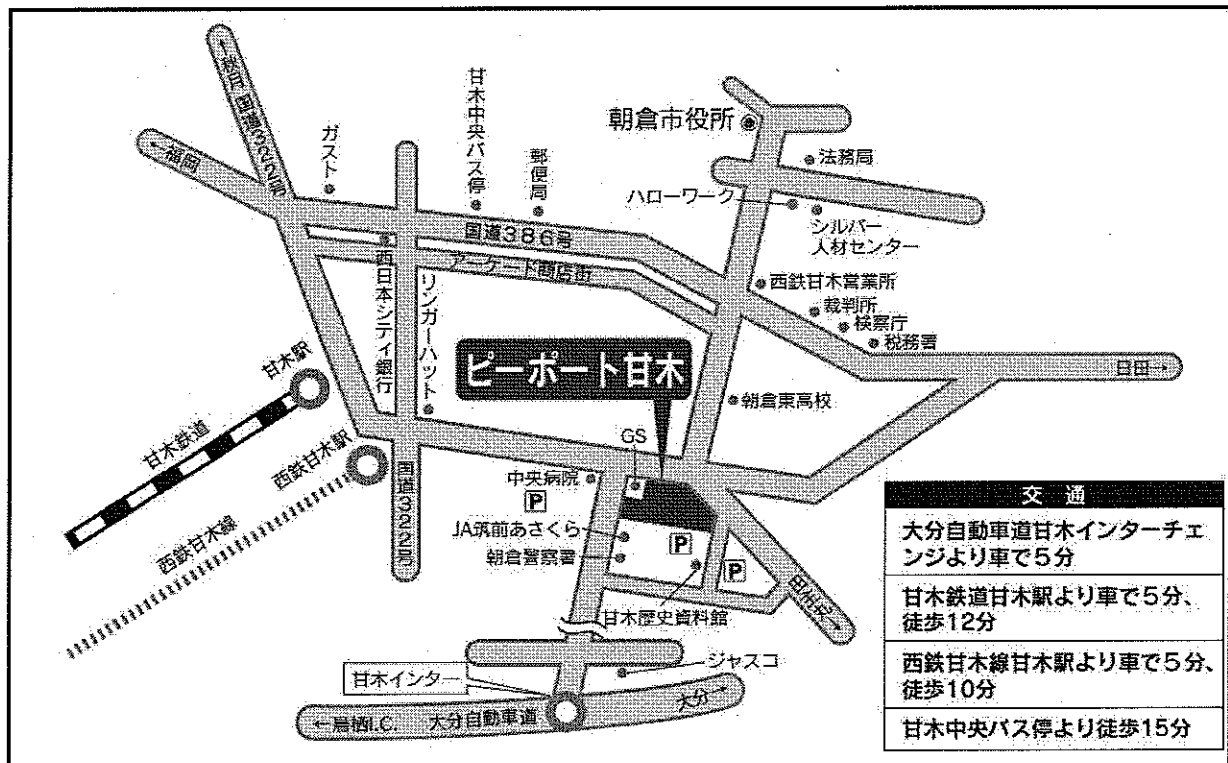 ←秋月 国道322号
←福岡
ガスト
甘木中央バス停
郵便局
朝倉市役所
法務局
ハローワーク
シルバー
人材センター
国道386号
アーケード商店街
西日本シティ銀行
リンガーハット
西鉄甘木営業所
裁判所
検察庁
税務署
日田→
ピーポート甘木
甘木駅
甘木鉄道
西鉄甘木駅
西鉄甘木線
国道322号
朝倉東高校
GS
中央病院
P
JA筑前あさくら
朝倉警察署
P
P
甘木歴史資料館
ジャスコ
甘木インター
←鳥栖I.C.
大分自動車道
大分→
交通
大分自動車道甘木インターチェ
ンジより車で5分
甘木鉄道甘木駅より車で5分、
徒歩12分
西鉄甘木線甘木駅より車で5分、
徒歩10分
甘木中央バス停より徒歩15分